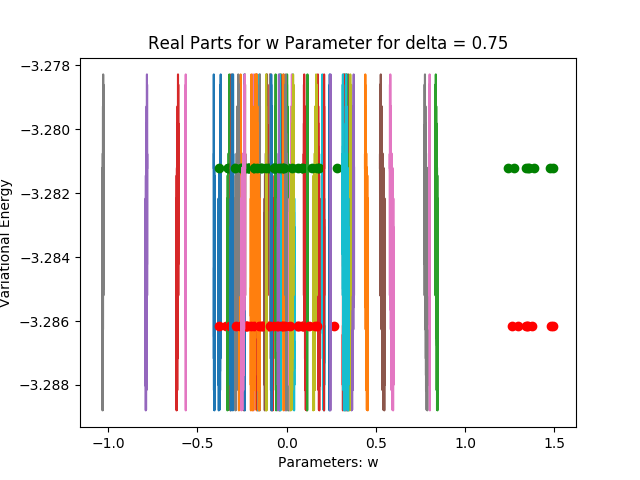 Real Parts for w Parameter for delta = 0.75
Variational Energy
−3.278
−3.280
−3.282
−3.284
−3.286
−3.288
−1.0 −0.5 0.0 0.5 1.0 1.5
Parameters: w